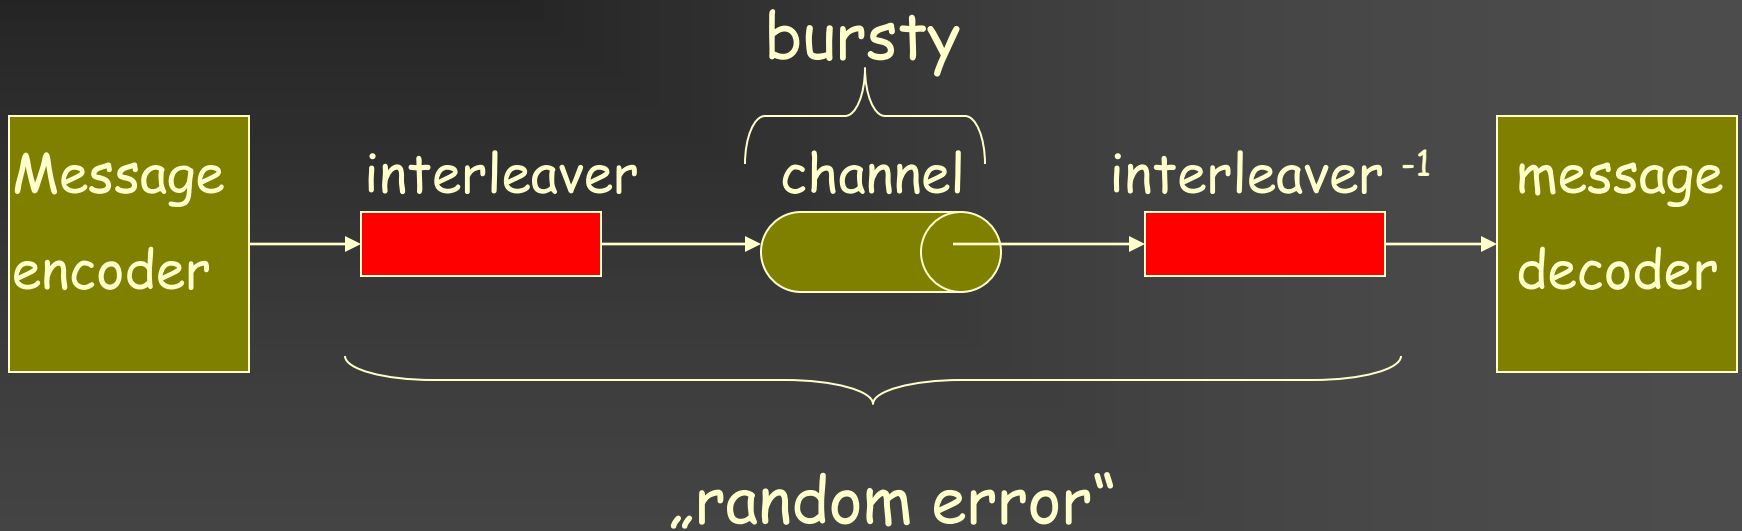 bursty
Message
encoder
interleaver
channel
interleaver -1
message
decoder
„random error“